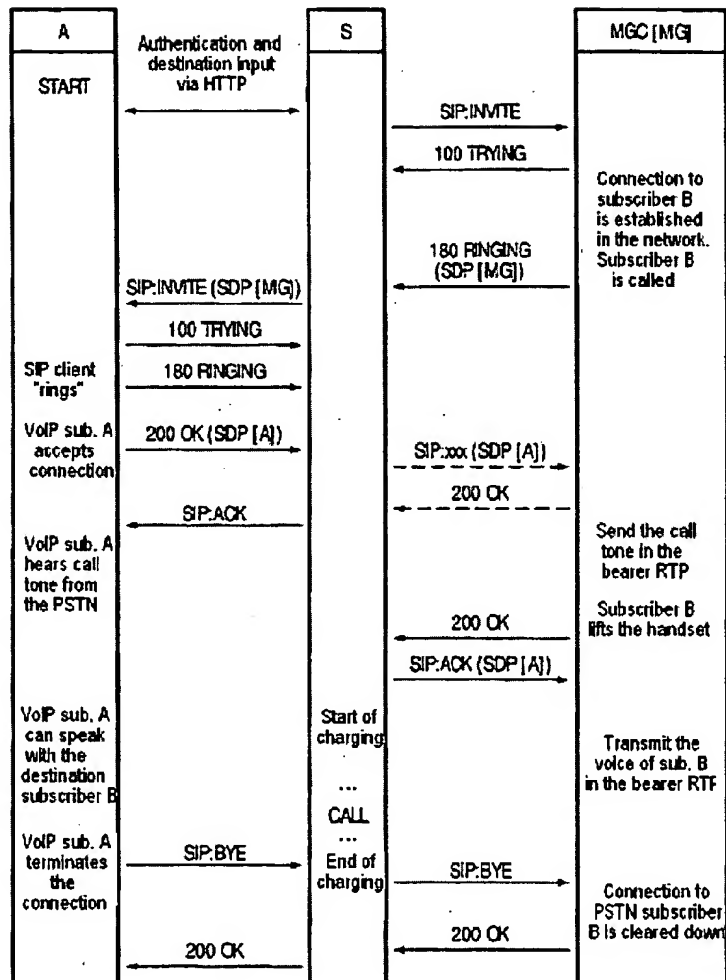 A
S
MGC [MG]
Authentication and
destination input
via HTTP
START
SIP:INVITE
100 TRYING
Connection to
subscriber B
is established
in the network.
Subscriber B
is called
180 RINGING
(SDP [MG])
SIP:INVITE (SDP [MG])
100 TRYING
SIP client
"rings"
180 RINGING
VoIP sub. A
accepts
connection
200 OK (SDP [A])
SIP:xxx (SDP [A])
200 OK
SIP:ACK
Send the call
tone in the
bearer RTP
VoIP sub. A
hears call
tone from
the PSTN
Subscriber B
lifts the handset
200 OK
SIP:ACK (SDP [A])
VoIP sub. A
can speak
with the
destination
subscriber B
Start of
charging
Transmit the
voice of sub. B
in the bearer RTP
...
CALL
...
VoIP sub. A
terminates
the
connection
SIP:BYE
End of
charging
SIP:BYE
Connection to
PSTN subscriber
B is cleared down
200 OK
200 OK